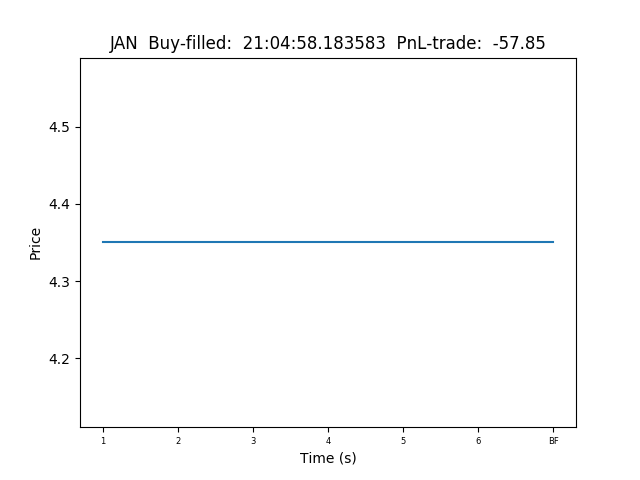 JAN  Buy-filled:  21:04:58.183583  PnL-trade:  -57.85
Price
4.5
4.4
4.3
4.2
1 2 3 4 5 6 BF
Time (s)